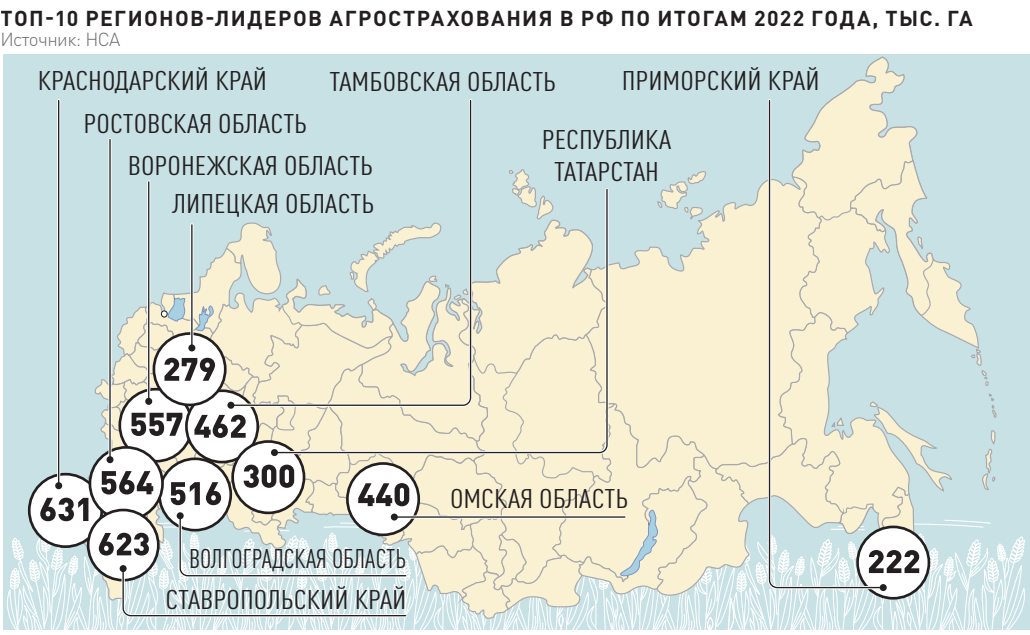 ТОП-10 РЕГИОНОВ-ЛИДЕРОВ АГРОСТРАХОВАНИЯ В РФ ПО ИТОГАМ 2022 ГОДА, ТЫС. ГА
Источник: НСА
КРАСНОДАРСКИЙ КРАЙ
ТАМБОВСКАЯ ОБЛАСТЬ
ПРИМОРСКИЙ КРАЙ
РОСТОВСКАЯ ОБЛАСТЬ
РЕСПУБЛИКА
ТАТАРСТАН
ВОРОНЕЖСКАЯ ОБЛАСТЬ
ЛИПЕЦКАЯ ОБЛАСТЬ
279
557
462
300
564
516
440
ОМСКАЯ ОБЛАСТЬ
631
623
222
ВОЛГОГРАДСКАЯ ОБЛАСТЬ
СТАВРОПОЛЬСКИЙ КРАЙ